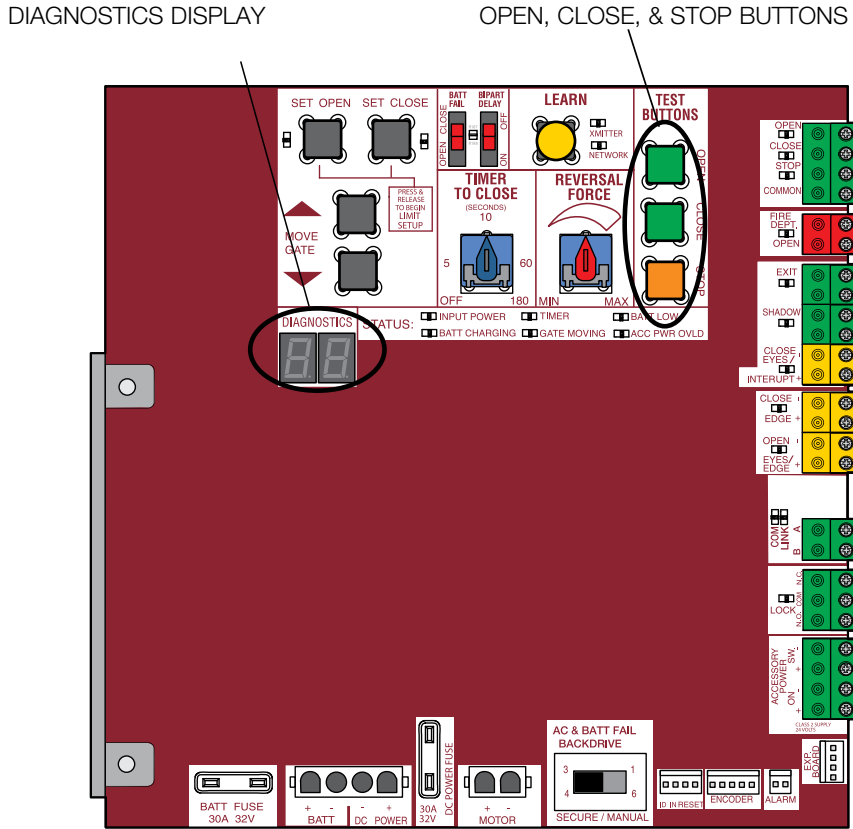 DIAGNOSTICS DISPLAY
OPEN, CLOSE, & STOP BUTTONS
SET OPEN
SET CLOSE
BATT FAIL
OPEN CLOSE
BIPART DELAY
ON OFF
LEARN
XMITTER
NETWORK
TEST BUTTONS
OPEN
CLOSE
STOP
PRESS & RELEASE TO BEGIN LIMIT SETUP
MOVE GATE
TIMER TO CLOSE
(SECONDS)
10
5
60
OFF
180
REVERSAL FORCE
MIN
MAX
DIAGNOSTICS
STATUS:
INPUT POWER
TIMER
BATT LOW
BATT CHARGING
GATE MOVING
ACC PWR OVLD
OPEN
CLOSE
STOP
COMMON
FIRE DEPT. OPEN
EXIT
SHADOW
CLOSE EYES/ -
INTERUPT +
CLOSE -
EDGE +
OPEN -
EYES/ EDGE +
COM LINK
A
B
LOCK
N.C.
COM
N.O.
ACCESSORY POWER
SW. - +
ON - +
CLASS 2 SUPPLY
24 VOLTS
EXP. BOARD
BATT FUSE
30A 32V
+ -
BATT
- +
DC POWER
DC POWER FUSE
30A
32V
+ -
MOTOR
AC & BATT FAIL
BACKDRIVE
3 1
4 6
SECURE / MANUAL
ID IN RESET
ENCODER
ALARM